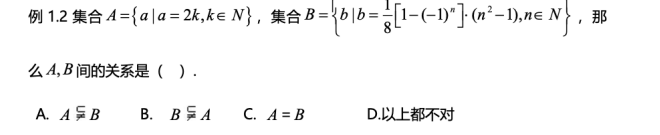 例 1.2 集合 A={a|a=2k,k∈N}，集合 B={b|b=1/8[1-(-1)^n]·(n^2-1),n∈N}，那
么 A,B 间的关系是（ ）.
A. A⫋B B. B⫋A C. A=B D.以上都不对